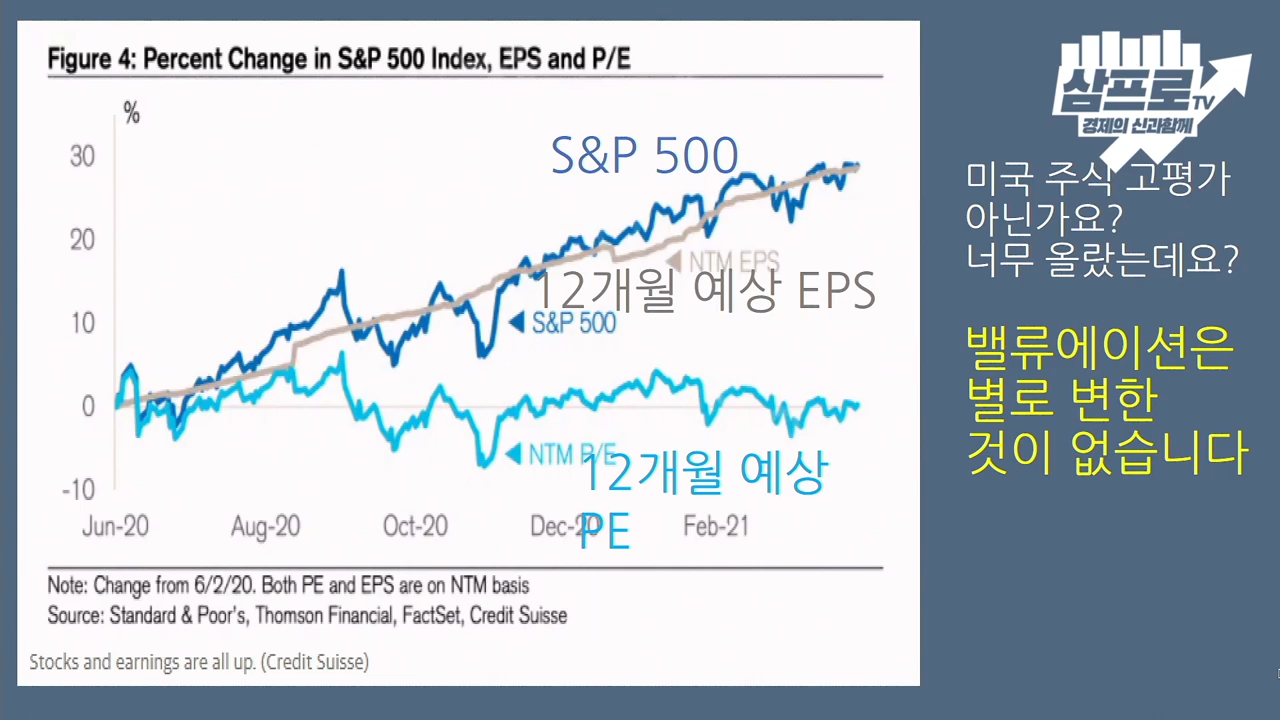 Figure 4: Percent Change in S&P 500 Index, EPS and P/E
%
30
20
10
0
-10
S&P 500
NTM EPS
12개월 예상 EPS
S&P 500
NTM P/E
12개월 예상
PE
Jun-20 Aug-20 Oct-20 Dec-20 Feb-21
Note: Change from 6/2/20. Both PE and EPS are on NTM basis
Source: Standard & Poor's, Thomson Financial, FactSet, Credit Suisse
Stocks and earnings are all up. (Credit Suisse)
삼프로TV
경제의 신과함께
미국 주식 고평가
아닌가요?
너무 올랐는데요?
밸류에이션은
별로 변한
것이 없습니다